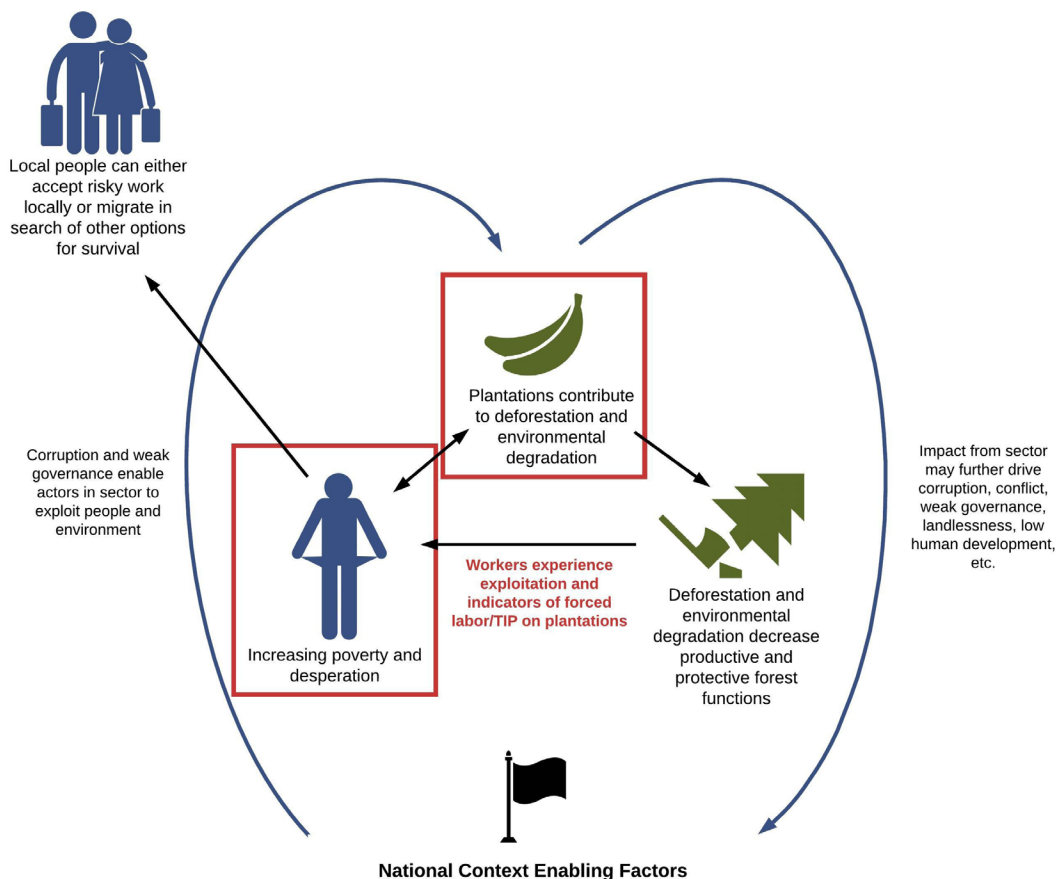 Local people can either
accept risky work
locally or migrate in
search of other options
for survival
Plantations contribute
to deforestation and
environmental
degradation
Corruption and weak
governance enable
actors in sector to
exploit people and
environment
Impact from sector
may further drive
corruption, conflict,
weak governance,
landlessness, low
human development,
etc.
Workers experience
exploitation and
indicators of forced
labor/TIP on plantations
Increasing poverty and
desperation
Deforestation and
environmental
degradation decrease
productive and
protective forest
functions
National Context Enabling Factors